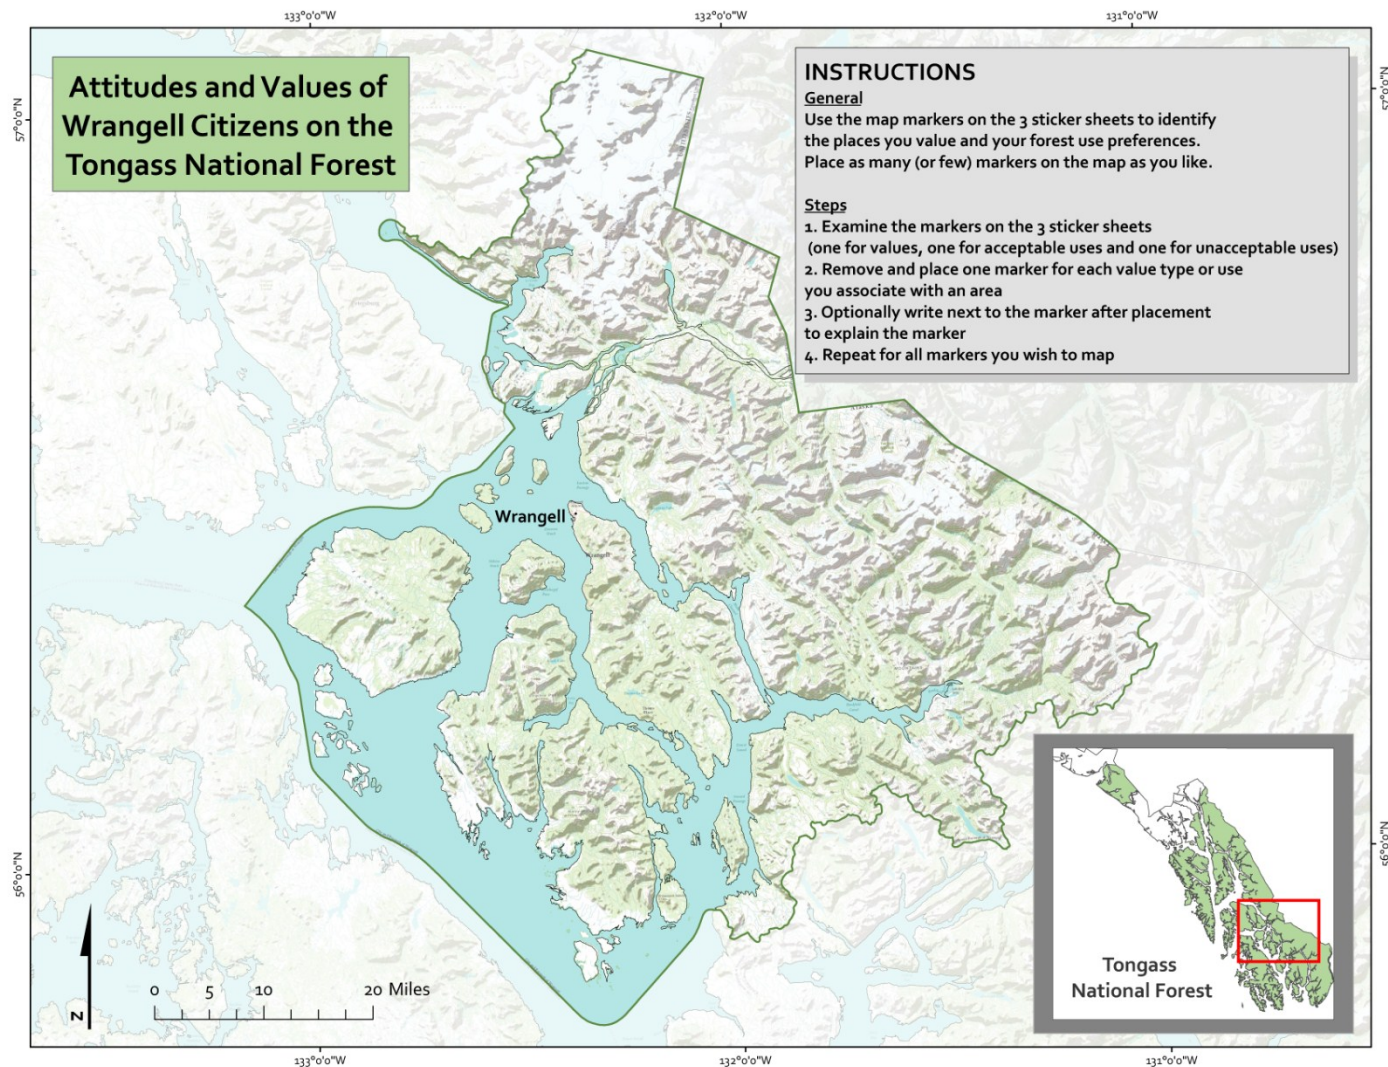 133°0'0"W
132°0'0"W
131°0'0"W
57°0'0"N
57°0'0"N
Attitudes and Values of
Wrangell Citizens on the
Tongass National Forest
INSTRUCTIONS
General
Use the map markers on the 3 sticker sheets to identify
the places you value and your forest use preferences.
Place as many (or few) markers on the map as you like.
Steps
1. Examine the markers on the 3 sticker sheets
(one for values, one for acceptable uses and one for unacceptable uses)
2. Remove and place one marker for each value type or use
you associate with an area
3. Optionally write next to the marker after placement
to explain the marker
4. Repeat for all markers you wish to map
Wrangell
56°0'0"N
56°0'0"N
Tongass
National Forest
0 5 10 20 Miles
N
133°0'0"W
132°0'0"W
131°0'0"W